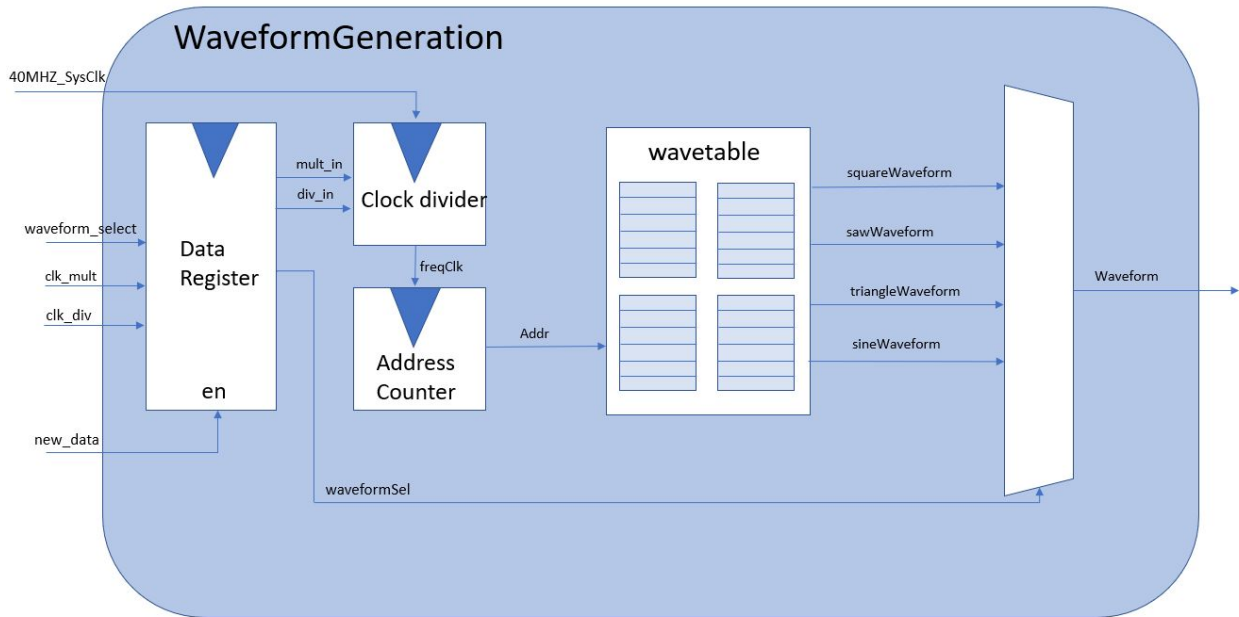 WaveformGeneration
40MHZ_SysClk
waveform_select
clk_mult
clk_div
new_data
Data
Register
en
mult_in
div_in
Clock divider
freqClk
Address
Counter
Addr
waveformSel
wavetable
squareWaveform
sawWaveform
triangleWaveform
sineWaveform
Waveform